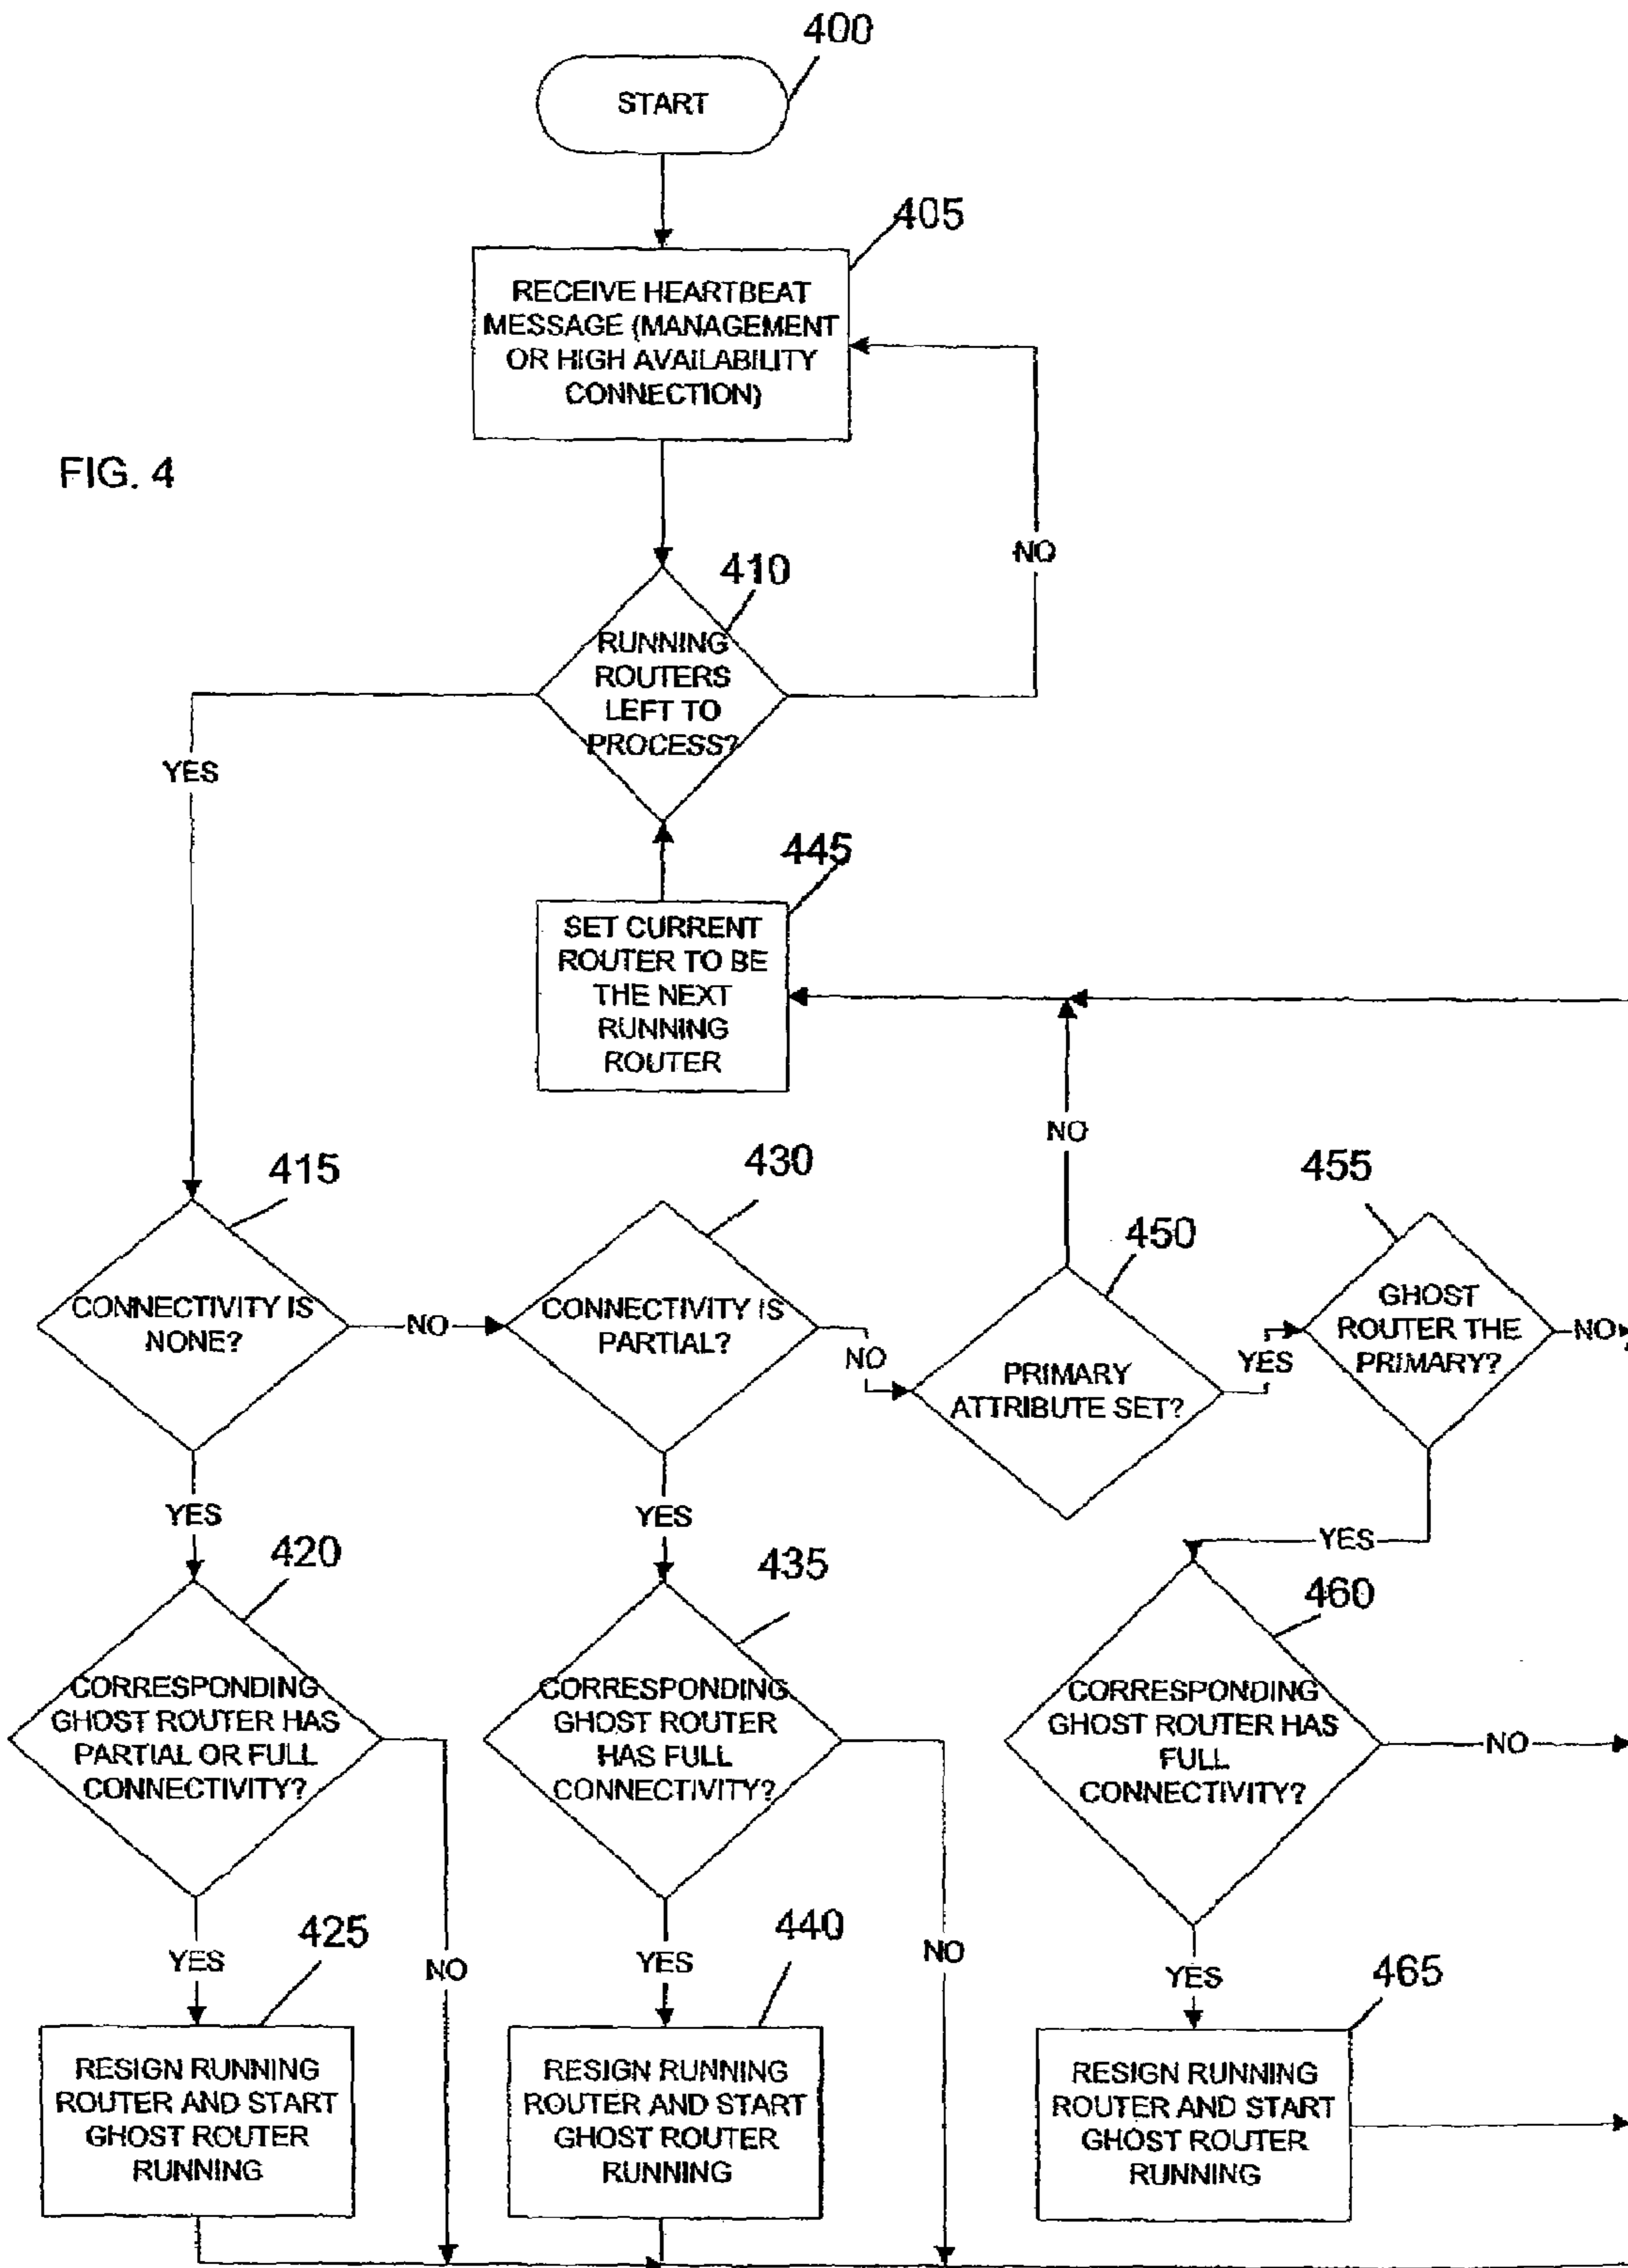 400
START
405
RECEIVE HEARTBEAT
MESSAGE (MANAGEMENT
OR HIGH AVAILABILITY
CONNECTION)
FIG. 4
NO
410
RUNNING
ROUTERS
LEFT TO
PROCESS?
YES
445
SET CURRENT
ROUTER TO BE
THE NEXT
RUNNING
ROUTER
NO
415
430
455
450
CONNECTIVITY IS
NONE?
NO
CONNECTIVITY IS
PARTIAL?
NO
PRIMARY
ATTRIBUTE SET?
YES
GHOST
ROUTER THE
PRIMARY?
NO
YES
YES
YES
420
435
460
CORRESPONDING
GHOST ROUTER HAS
PARTIAL OR FULL
CONNECTIVITY?
CORRESPONDING
GHOST ROUTER
HAS FULL
CONNECTIVITY?
CORRESPONDING
GHOST ROUTER HAS
FULL
CONNECTIVITY?
NO
YES
425
NO
YES
440
NO
YES
465
RESIGN RUNNING
ROUTER AND START
GHOST ROUTER
RUNNING
RESIGN RUNNING
ROUTER AND START
GHOST ROUTER
RUNNING
RESIGN RUNNING
ROUTER AND START
GHOST ROUTER
RUNNING